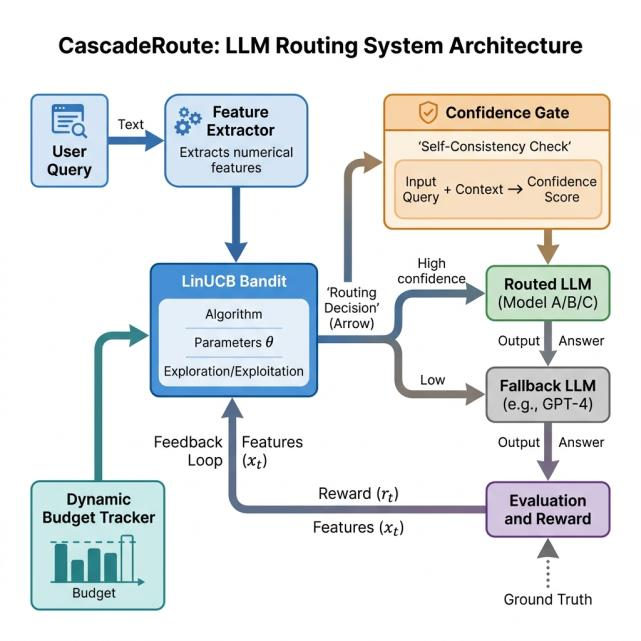 CascadeRoute: LLM Routing System Architecture
User
Query
Text
Feature
Extractor
Extracts numerical
features
Confidence Gate
‘Self-Consistency Check’
Input
Query
+ Context →
Confidence
Score
LinUCB Bandit
Algorithm
Parameters θ
Exploration/Exploitation
‘Routing
Decision’
(Arrow)
High
confidence
Low
Routed LLM
(Model A/B/C)
Output
Answer
Fallback LLM
(e.g., GPT-4)
Output
Answer
Feedback
Loop
Features
(xₜ)
Reward (rₜ)
Features (xₜ)
Evaluation
and Reward
Ground Truth
Dynamic
Budget Tracker
Budget